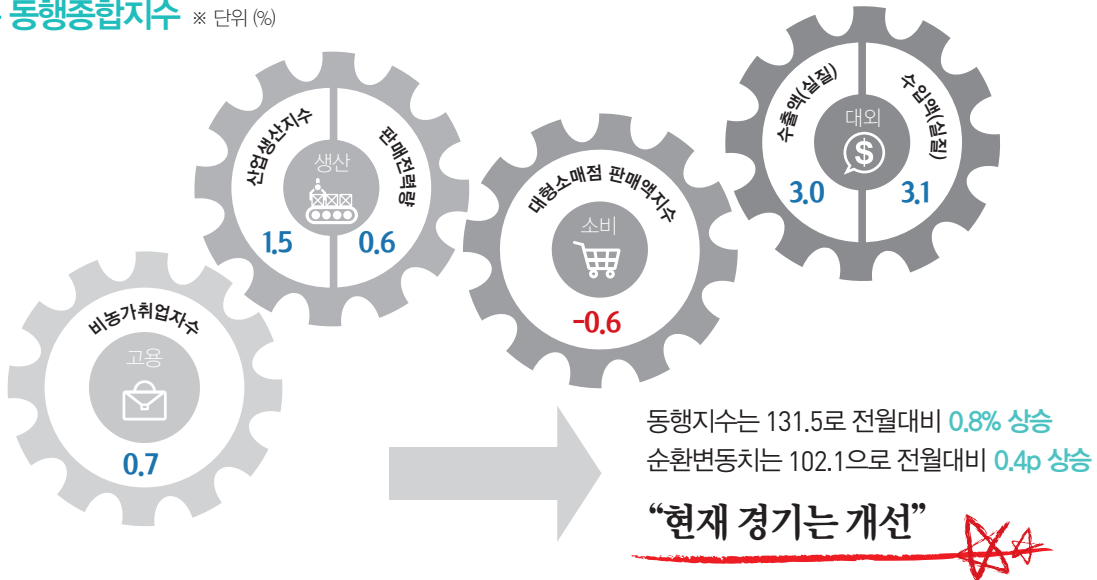 동행종합지수 ※ 단위 (%)
비농가취업자수
고용
0.7
산업생산지수
판매전력량
생산
1.5
0.6
대형소매점 판매액지수
소비
-0.6
수출액(실질)
수입액(실질)
대외
$
3.0
3.1
동행지수는 131.5로 전월대비 0.8% 상승
순환변동치는 102.1으로 전월대비 0.4p 상승
“현재 경기는 개선”